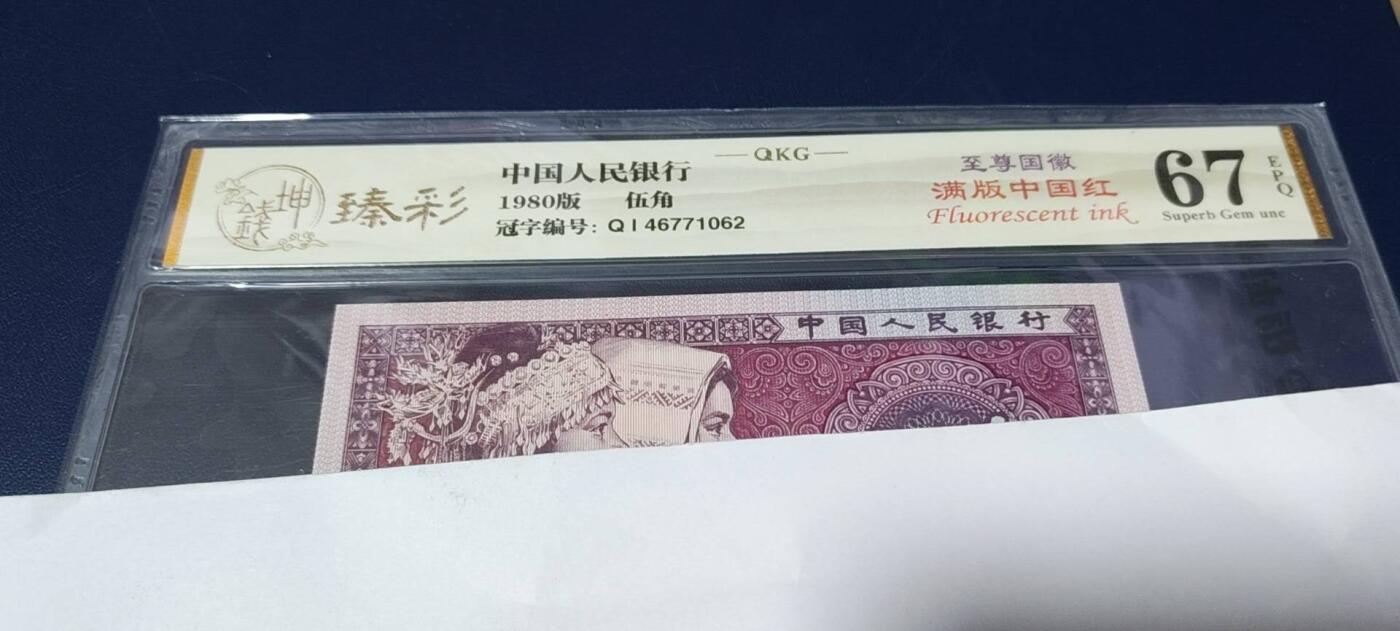 QKG
乾坤
臻彩
中国人民银行
1980版 伍角
冠字编号: QI46771062
至尊国徽
满版中国红
Fluorescent ink
67
EPQ
Superb Gem unc
中国人民银行